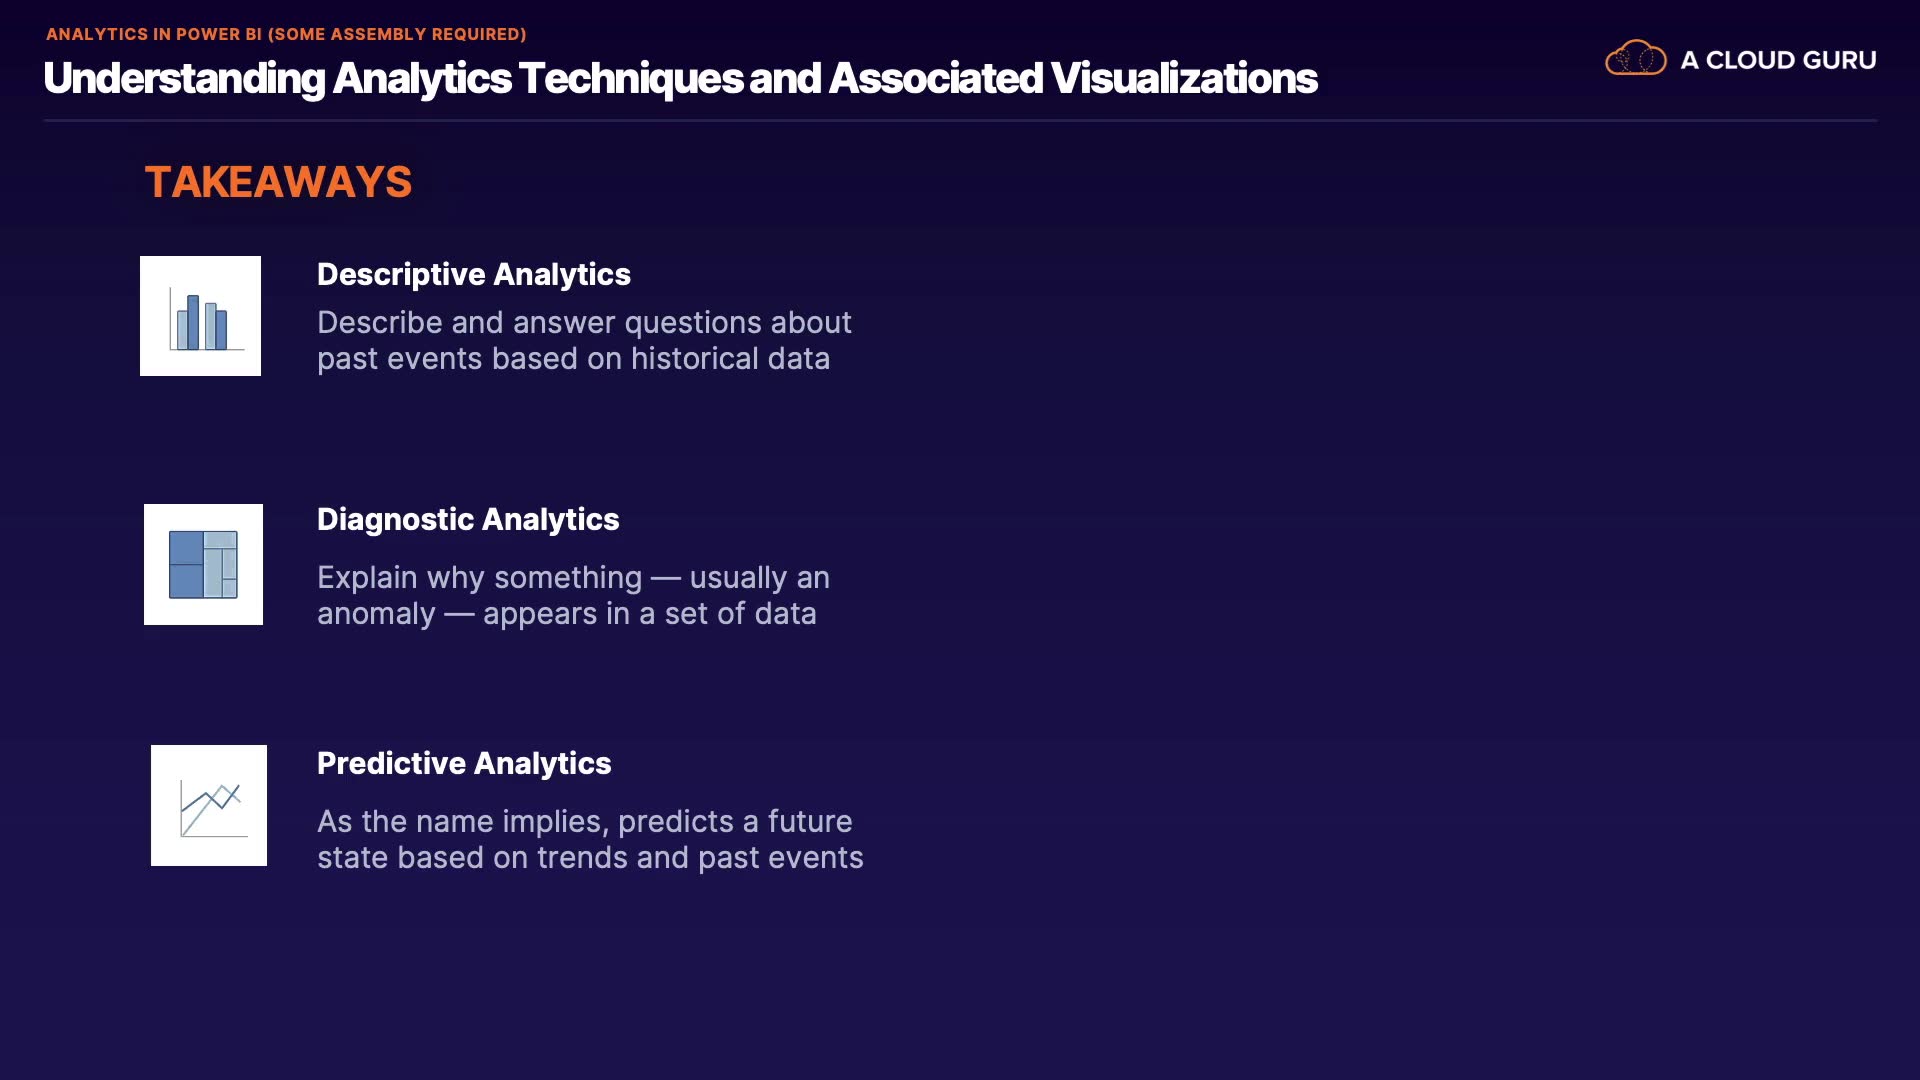 ANALYTICS IN POWER BI (SOME ASSEMBLY REQUIRED)
Understanding Analytics Techniques and Associated Visualizations
A CLOUD GURU
TAKEAWAYS
Descriptive Analytics
Describe and answer questions about
past events based on historical data
Diagnostic Analytics
Explain why something — usually an
anomaly — appears in a set of data
Predictive Analytics
As the name implies, predicts a future
state based on trends and past events